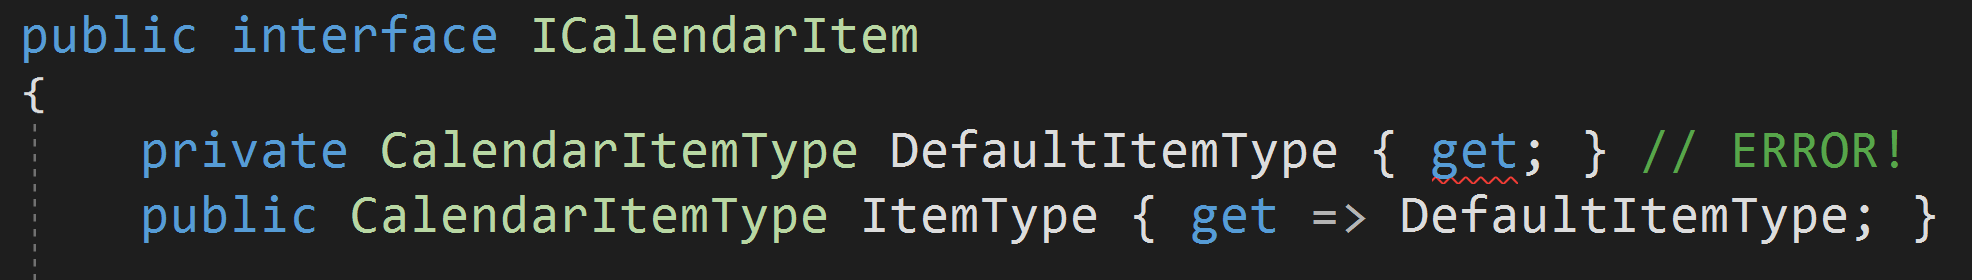 public interface ICalendarItem
{
private CalendarItemType DefaultItemType { get; } // ERROR!
public CalendarItemType ItemType { get => DefaultItemType; }